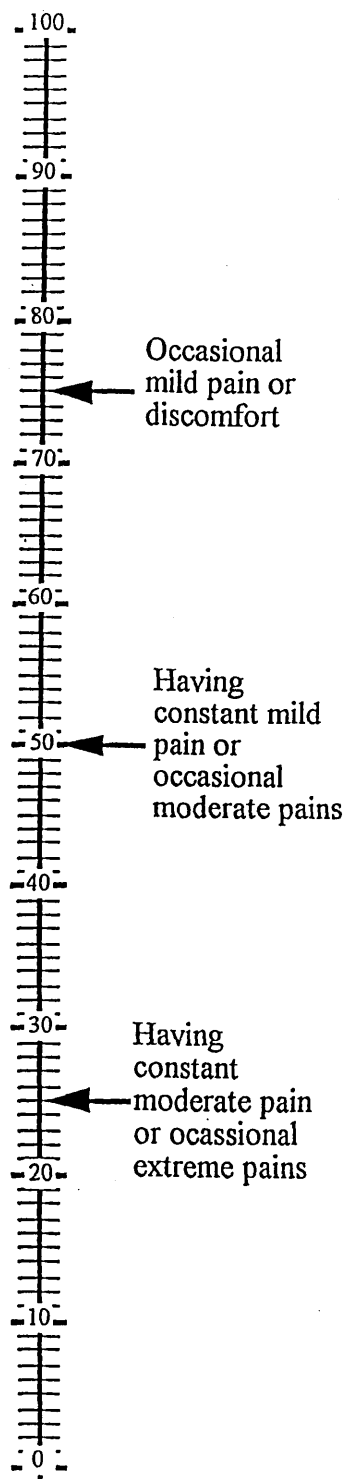 100
90
80
Occasional
mild pain or
discomfort
70
60
Having
constant mild
50
pain or
occasional
moderate pains
40
30
Having
constant
moderate pain
or ocassional
extreme pains
20
10
0